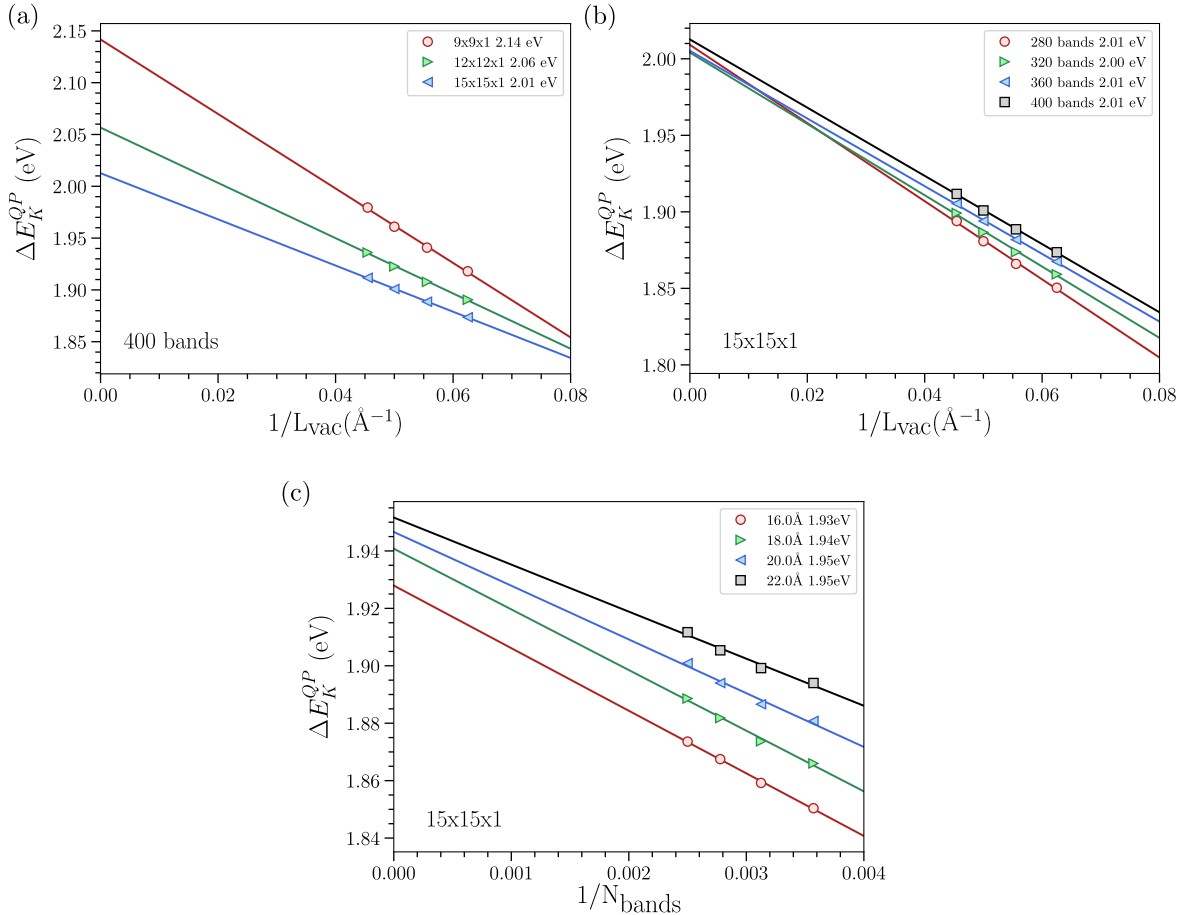 (a)
2.15
2.10
2.05
2.00
1.95
1.90
1.85
ΔE_K^{QP} (eV)
9x9x1 2.14 eV
12x12x1 2.06 eV
15x15x1 2.01 eV
400 bands
0.00 0.02 0.04 0.06 0.08
1/L_vac(Å⁻¹)
(b)
2.00
1.95
1.90
1.85
1.80
ΔE_K^{QP} (eV)
280 bands 2.01 eV
320 bands 2.00 eV
360 bands 2.01 eV
400 bands 2.01 eV
15x15x1
0.00 0.02 0.04 0.06 0.08
1/L_vac(Å⁻¹)
(c)
1.94
1.92
1.90
1.88
1.86
1.84
ΔE_K^{QP} (eV)
16.0Å 1.93eV
18.0Å 1.94eV
20.0Å 1.95eV
22.0Å 1.95eV
15x15x1
0.000 0.001 0.002 0.003 0.004
1/N_bands